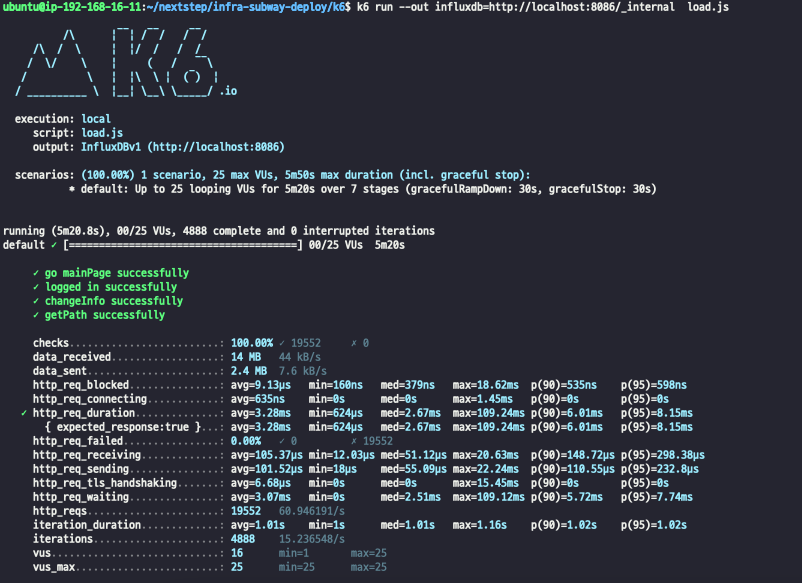 ubuntu@ip-192-168-16-11:~/nextstep/infra-subway-deploy/k6$ k6 run --out influxdb=http://localhost:8086/_internal  load.js
          /\      |‾‾| /‾‾/   /‾‾/
     /\  /  \     |  |/  /   /  /
    /  \/    \    |     (   /   ‾‾\
   /          \   |  |\  \ |  (‾)  |
  / __________ \  |__| \__\ \_____/ .io
execution: local
script: load.js
output: InfluxDBv1 (http://localhost:8086)
scenarios: (100.00%) 1 scenario, 25 max VUs, 5m50s max duration (incl. graceful stop):
* default: Up to 25 looping VUs for 5m20s over 7 stages (gracefulRampDown: 30s, gracefulStop: 30s)
running (5m20.8s), 00/25 VUs, 4888 complete and 0 interrupted iterations
default ✓ [======================================] 00/25 VUs  5m20s
✓ go mainPage successfully
✓ logged in successfully
✓ changeInfo successfully
✓ getPath successfully
checks.........................: 100.00% ✓ 19552     ✗ 0
data_received..................: 14 MB   44 kB/s
data_sent......................: 2.4 MB  7.6 kB/s
http_req_blocked...............: avg=9.13µs   min=160ns   med=379ns   max=18.62ms  p(90)=535ns    p(95)=598ns
http_req_connecting............: avg=635ns    min=0s      med=0s      max=1.45ms   p(90)=0s       p(95)=0s
✓ http_req_duration..............: avg=3.28ms   min=624µs   med=2.67ms  max=109.24ms p(90)=6.01ms   p(95)=8.15ms
{ expected_response:true }...: avg=3.28ms   min=624µs   med=2.67ms  max=109.24ms p(90)=6.01ms   p(95)=8.15ms
http_req_failed................: 0.00%   ✓ 0         ✗ 19552
http_req_receiving.............: avg=105.37µs min=12.03µs med=51.12µs max=20.63ms  p(90)=148.72µs p(95)=298.38µs
http_req_sending...............: avg=101.52µs min=18µs    med=55.09µs max=22.24ms  p(90)=110.55µs p(95)=232.8µs
http_req_tls_handshaking.......: avg=6.68µs   min=0s      med=0s      max=15.45ms  p(90)=0s       p(95)=0s
http_req_waiting...............: avg=3.07ms   min=0s      med=2.51ms  max=109.12ms p(90)=5.72ms   p(95)=7.74ms
http_reqs......................: 19552   60.946191/s
iteration_duration.............: avg=1.01s    min=1s      med=1.01s   max=1.16s    p(90)=1.02s    p(95)=1.02s
iterations.....................: 4888    15.236548/s
vus............................: 16      min=1       max=25
vus_max........................: 25      min=25      max=25